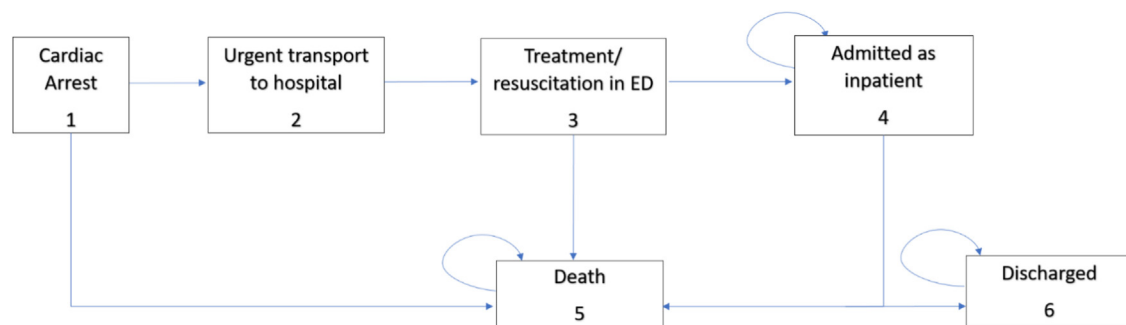 Cardiac
Arrest
1
Urgent transport
to hospital
2
Treatment/
resuscitation in ED
3
Admitted as
inpatient
4
Death
5
Discharged
6